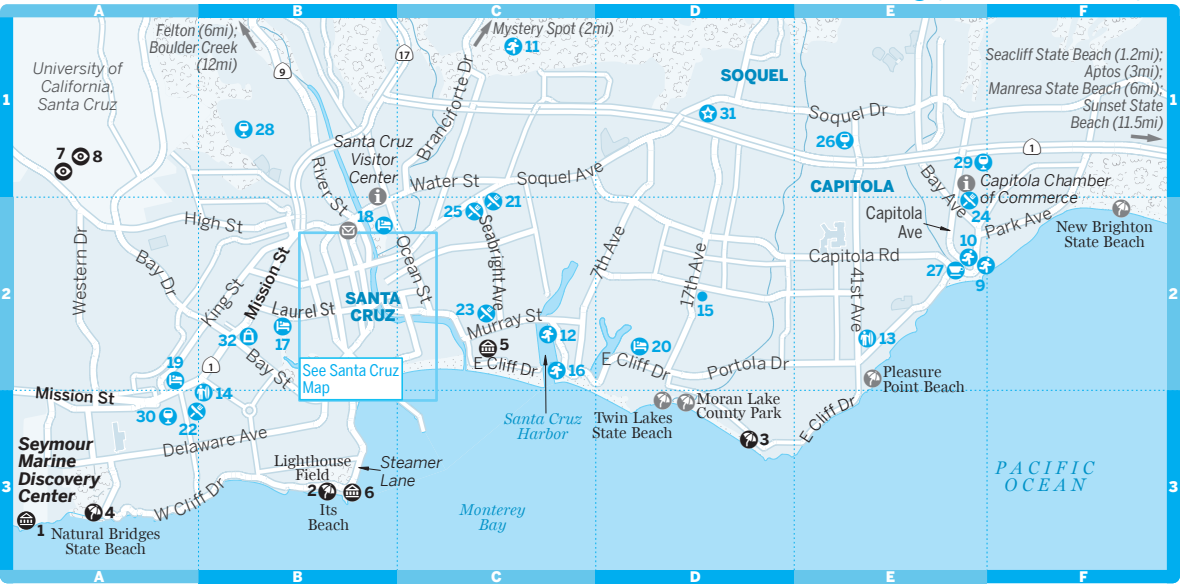 A
B
C
D
E
F
Felton (6mi);
Boulder Creek
(12mi)
Mystery Spot (2mi)
11
17
9
University of
California,
Santa Cruz
Branciforte Dr
SOQUEL
Seacliff State Beach (1.2mi);
Aptos (3mi);
Manresa State Beach (6mi);
Sunset State
Beach (11.5mi)
1
1
28
31
Soquel Dr
26
7
8
Santa Cruz
Visitor
Center
River St
Water St
Soquel Ave
1
29
Bay Ave
CAPITOLA
Capitola Chamber
of Commerce
24
Park Ave
New Brighton
State Beach
18
25
21
High St
Western Dr
Bay Dr
King St
Mission St
Ocean St
Seabright Ave
7th Ave
17th Ave
Capitola
Ave
Capitola Rd
41st Ave
10
27
9
2
2
Laurel St
SANTA
CRUZ
23
Murray St
15
32
17
5
12
20
13
Bay St
See Santa Cruz
Map
E Cliff Dr
16
E Cliff Dr
Portola Dr
19
1
14
Pleasure
Point Beach
Mission St
30
22
Santa Cruz
Harbor
Twin Lakes
State Beach
Moran Lake
County Park
3
E Cliff Dr
Delaware Ave
Seymour
Marine
Discovery
Center
Lighthouse
Field
Steamer
Lane
2
6
Its
Beach
W Cliff Dr
Monterey
Bay
PACIFIC
OCEAN
3
3
1
4
Natural Bridges
State Beach
A
B
C
D
E
F